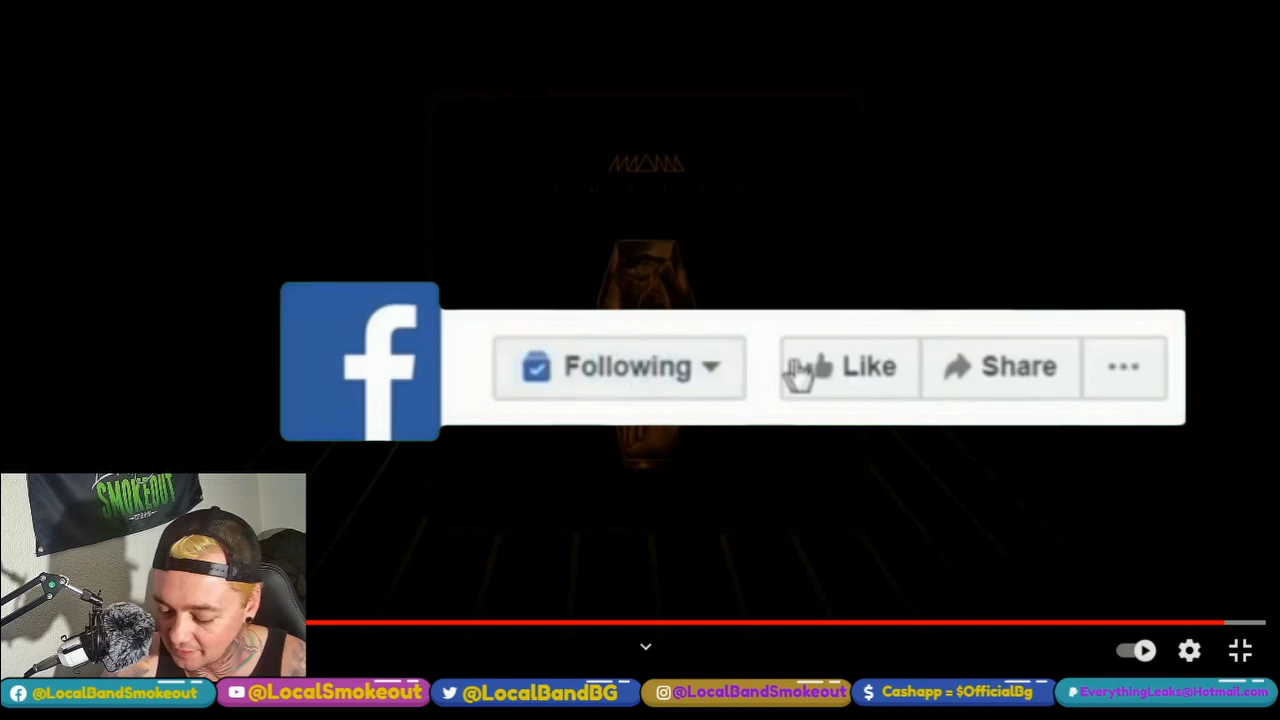 f
Following
Like
Share
SMOKEOUT
@LocalBandSmokeout
@LocalSmokeout
@LocalBandBG
@LocalBandSmokeout
Cashapp = $OfficialBg
EverythingLeaks@Hotmail.com